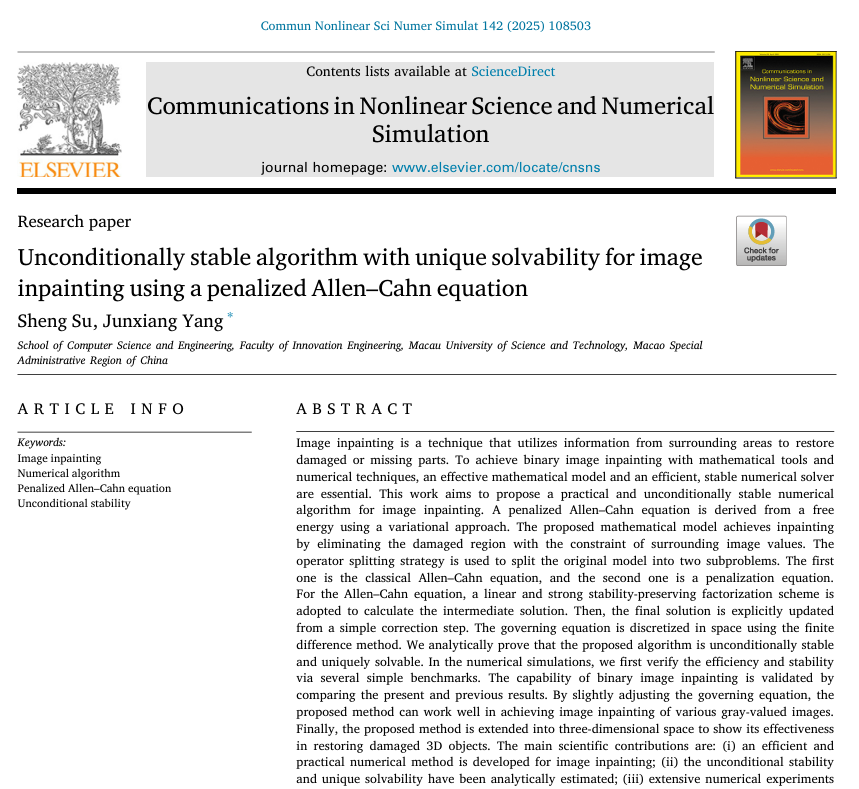 Commun Nonlinear Sci Numer Simulat 142 (2025) 108503
Contents lists available at ScienceDirect
Communications in Nonlinear Science and Numerical
Simulation
journal homepage: www.elsevier.com/locate/cnsns
ELSEVIER
Communications in
Nonlinear Science and
Numerical Simulation
Research paper
Check for
updates
Unconditionally stable algorithm with unique solvability for image
inpainting using a penalized Allen–Cahn equation
Sheng Su, Junxiang Yang *
School of Computer Science and Engineering, Faculty of Innovation Engineering, Macau University of Science and Technology, Macao Special
Administrative Region of China
ARTICLE INFO
Keywords:
Image inpainting
Numerical algorithm
Penalized Allen–Cahn equation
Unconditional stability
ABSTRACT
Image inpainting is a technique that utilizes information from surrounding areas to restore
damaged or missing parts. To achieve binary image inpainting with mathematical tools and
numerical techniques, an effective mathematical model and an efficient, stable numerical solver
are essential. This work aims to propose a practical and unconditionally stable numerical
algorithm for image inpainting. A penalized Allen–Cahn equation is derived from a free
energy using a variational approach. The proposed mathematical model achieves inpainting
by eliminating the damaged region with the constraint of surrounding image values. The
operator splitting strategy is used to split the original model into two subproblems. The first
one is the classical Allen–Cahn equation, and the second one is a penalization equation.
For the Allen–Cahn equation, a linear and strong stability-preserving factorization scheme is
adopted to calculate the intermediate solution. Then, the final solution is explicitly updated
from a simple correction step. The governing equation is discretized in space using the finite
difference method. We analytically prove that the proposed algorithm is unconditionally stable
and uniquely solvable. In the numerical simulations, we first verify the efficiency and stability
via several simple benchmarks. The capability of binary image inpainting is validated by
comparing the present and previous results. By slightly adjusting the governing equation, the
proposed method can work well in achieving image inpainting of various gray-valued images.
Finally, the proposed method is extended into three-dimensional space to show its effectiveness
in restoring damaged 3D objects. The main scientific contributions are: (i) an efficient and
practical numerical method is developed for image inpainting; (ii) the unconditional stability
and unique solvability have been analytically estimated; (iii) extensive numerical experiments